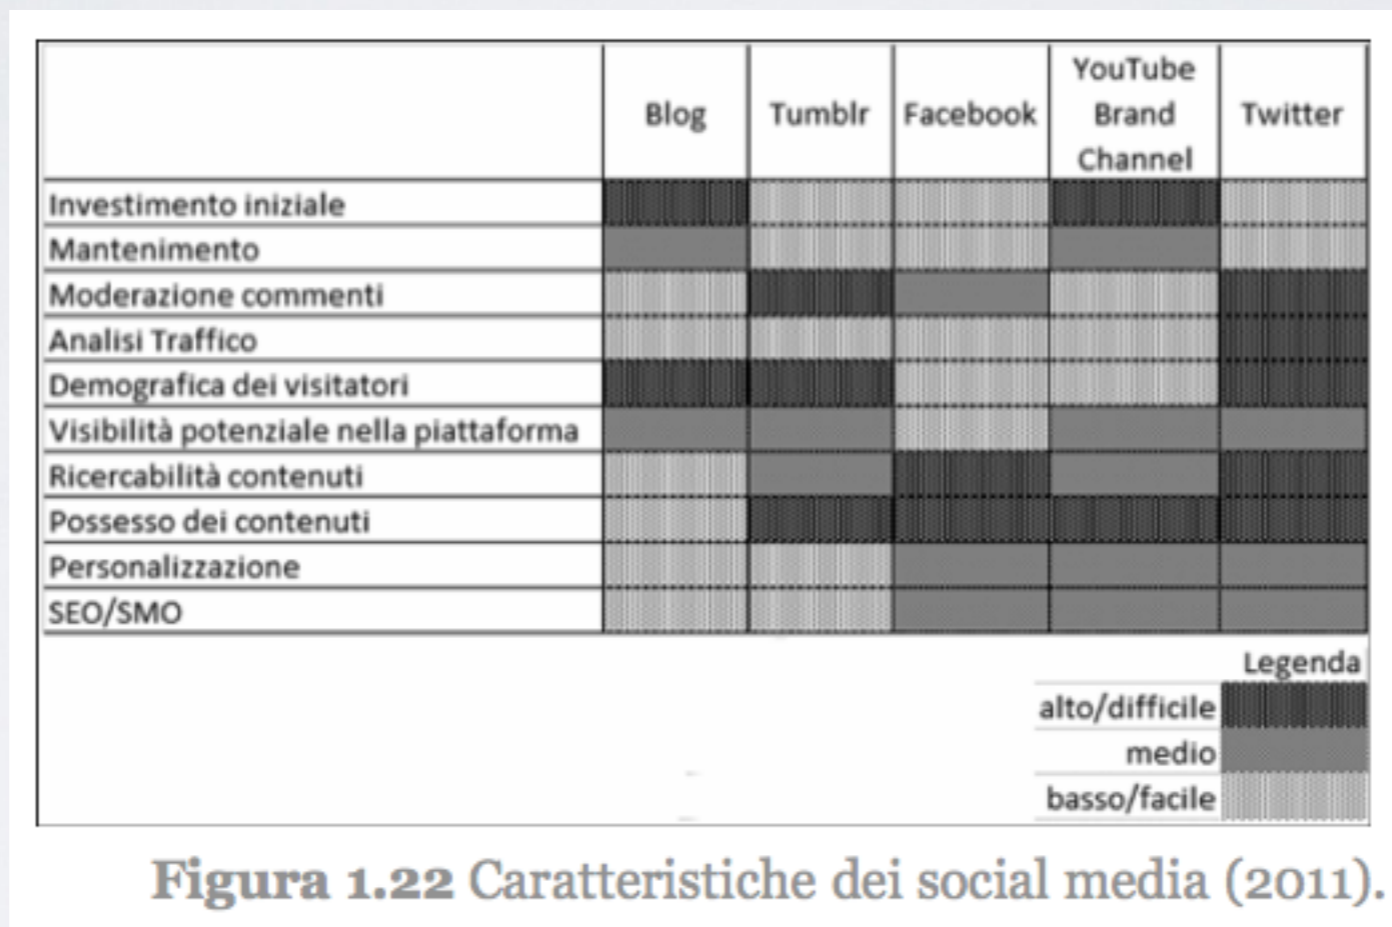 YouTube
Blog Tumblr Facebook Brand Twitter
Channel
Investimento iniziale
Mantenimento
Moderazione commenti
Analisi Traffico
Demografica dei visitatori
Visibilità potenziale nella piattaforma
Ricercabilità contenuti
Possesso dei contenuti
Personalizzazione
SEO/SMO
Legenda
alto/difficile
medio
basso/facile
Figura 1.22 Caratteristiche dei social media (2011).